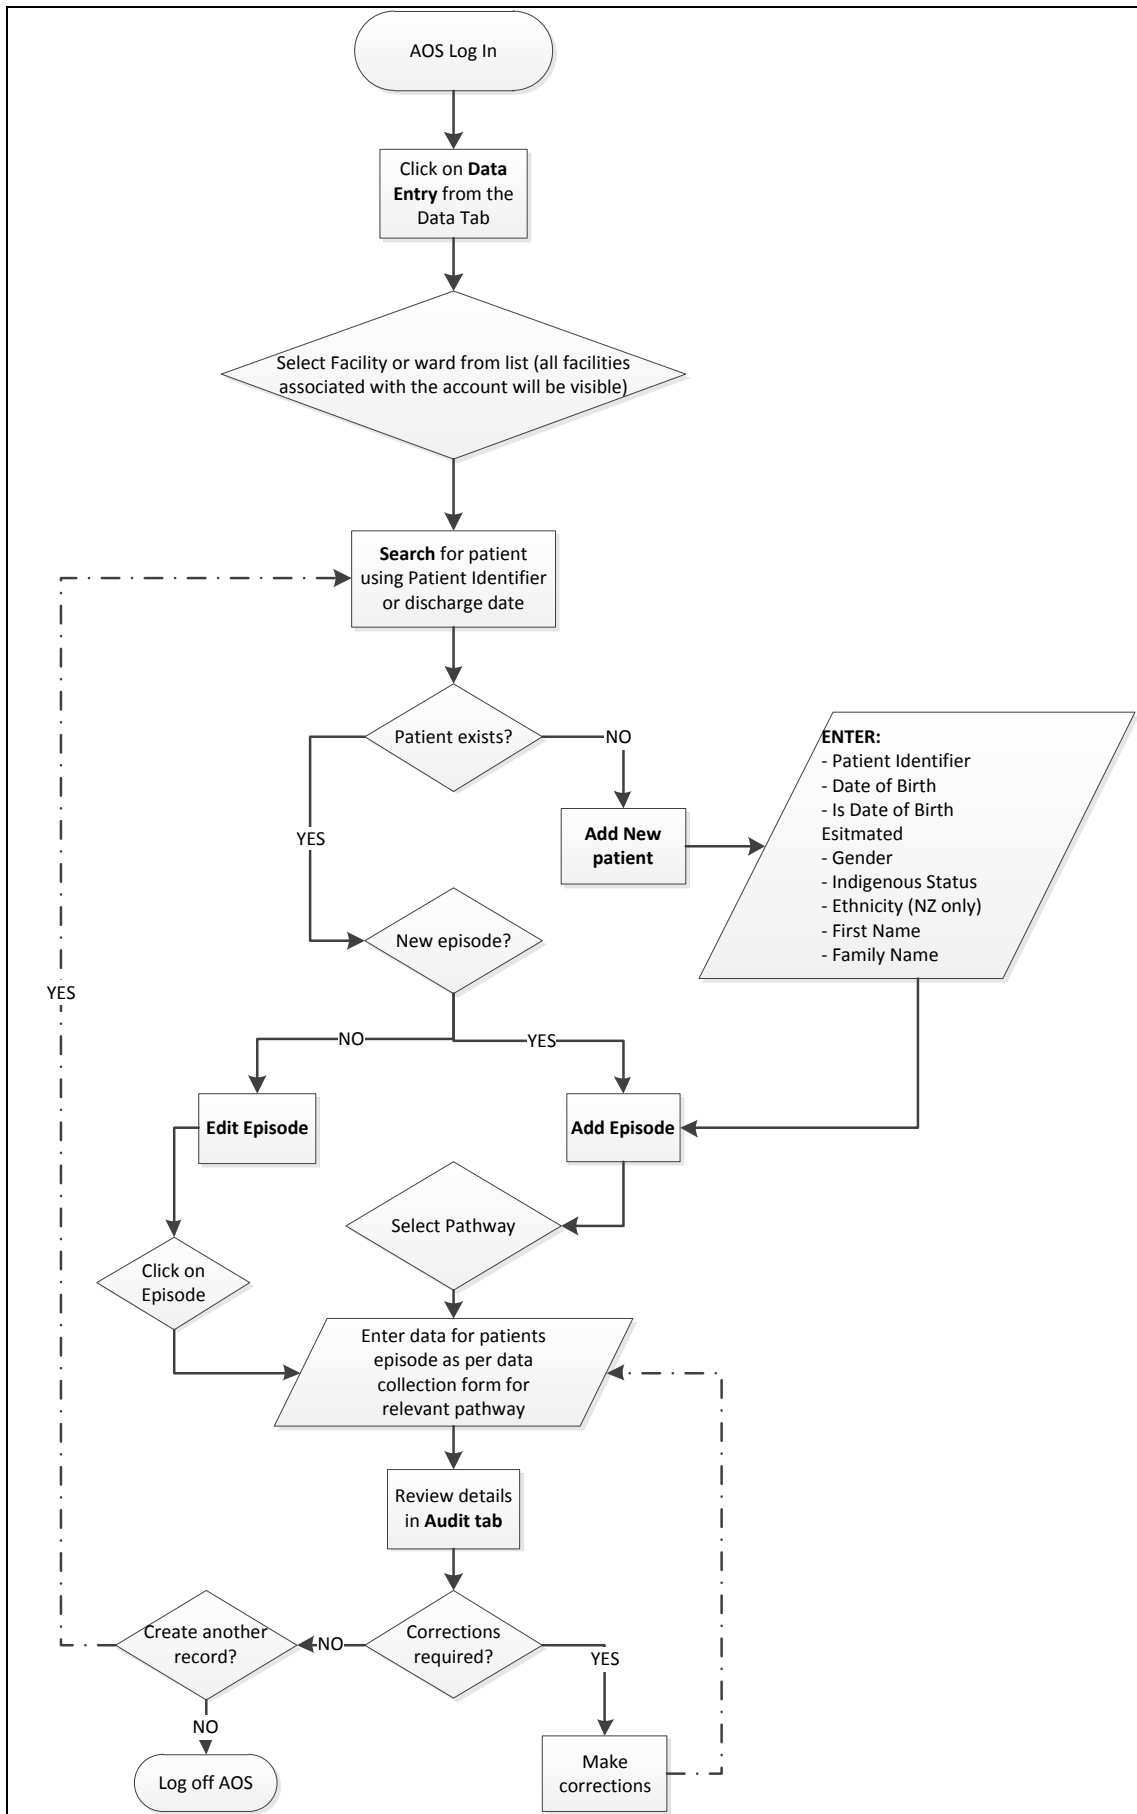 AOS Log In
Click on Data
Entry from the
Data Tab
Select Facility or ward from list (all facilities
associated with the account will be visible)
Search for patient
using Patient Identifier
or discharge date
Patient exists?
NO
YES
Add New
patient
ENTER:
- Patient Identifier
- Date of Birth
- Is Date of Birth
Esitmated
- Gender
- Indigenous Status
- Ethnicity (NZ only)
- First Name
- Family Name
New episode?
YES
NO
YES
Edit Episode
Add Episode
Select Pathway
Click on
Episode
Enter data for patients
episode as per data
collection form for
relevant pathway
Review details
in Audit tab
Create another
record?
NO
Corrections
required?
YES
NO
Log off AOS
Make
corrections